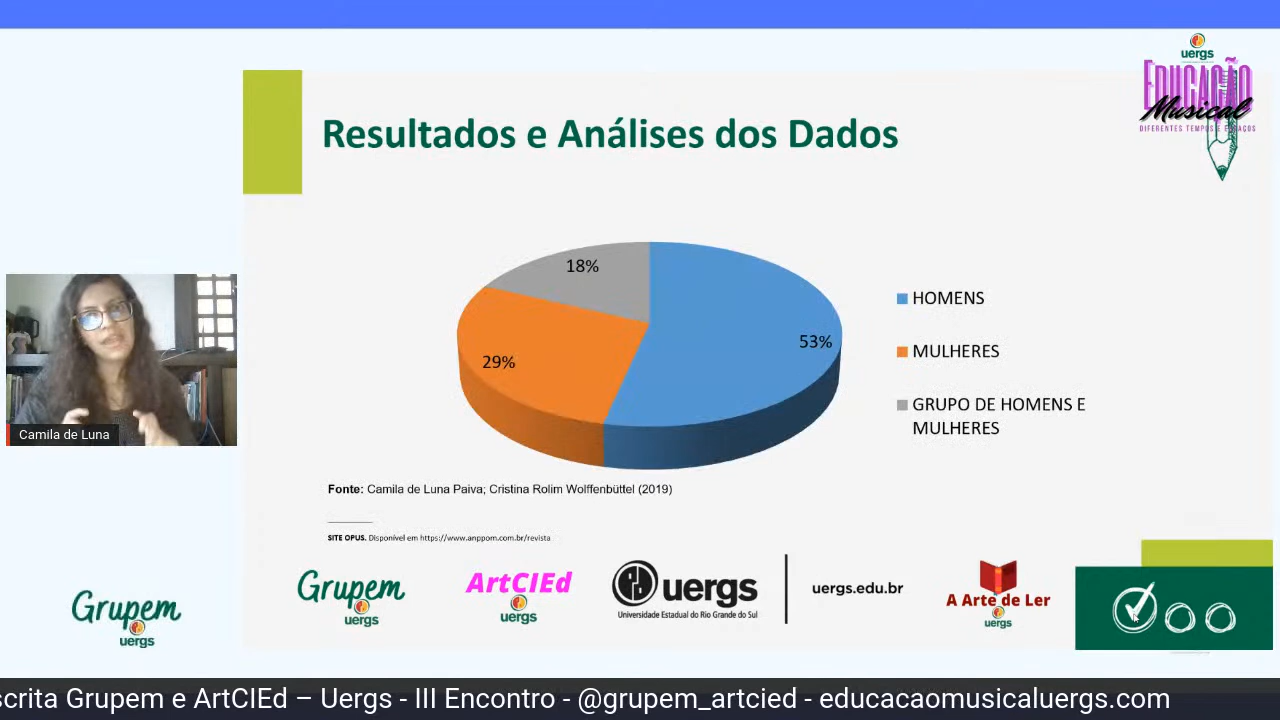 uergs
EDUCAÇÃO
Musical
DIFERENTES TEMPOS E ESPAÇOS
Resultados e Análises dos Dados
18%
53%
29%
HOMENS
MULHERES
GRUPO DE HOMENS E
MULHERES
Camila de Luna
Fonte: Camila de Luna Paiva; Cristina Rolim Wolffenbüttel (2019)
SITE OPUS. Disponível em https://www.anppom.com.br/revista
Grupem
uergs
ArtCIEd
uergs
uergs
Universidade Estadual do Rio Grande do Sul
uergs.edu.br
A Arte de Ler
uergs
Grupem
uergs
scrita Grupem e ArtCIEd – Uergs - III Encontro - @grupem_artcied - educacaomusicaluergs.com